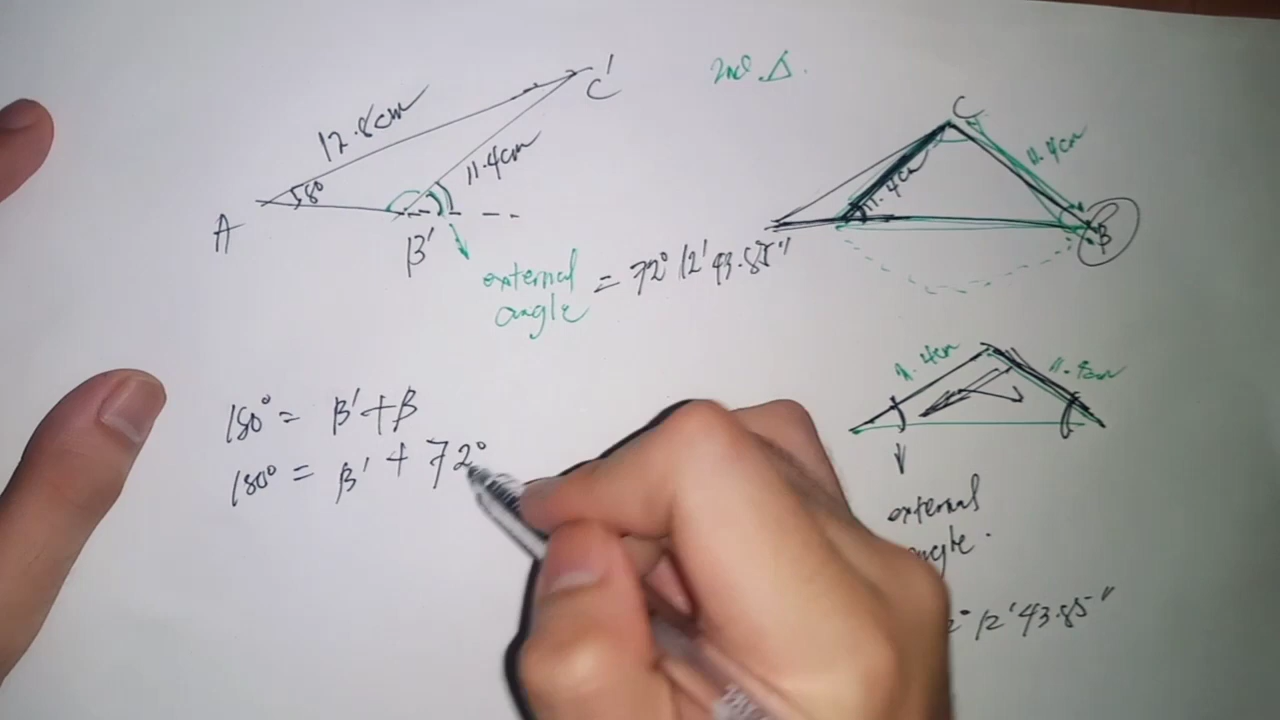 C'
2nd Δ.
12.8cm
11.4cm
58°
A
B'
C
11.4cm
11.4cm
B
external
angle
= 72°12'43.85"
11.4cm
11.4cm
180° = β' + β
180° = β' + 72°
external
angle.
2°12'43.85"